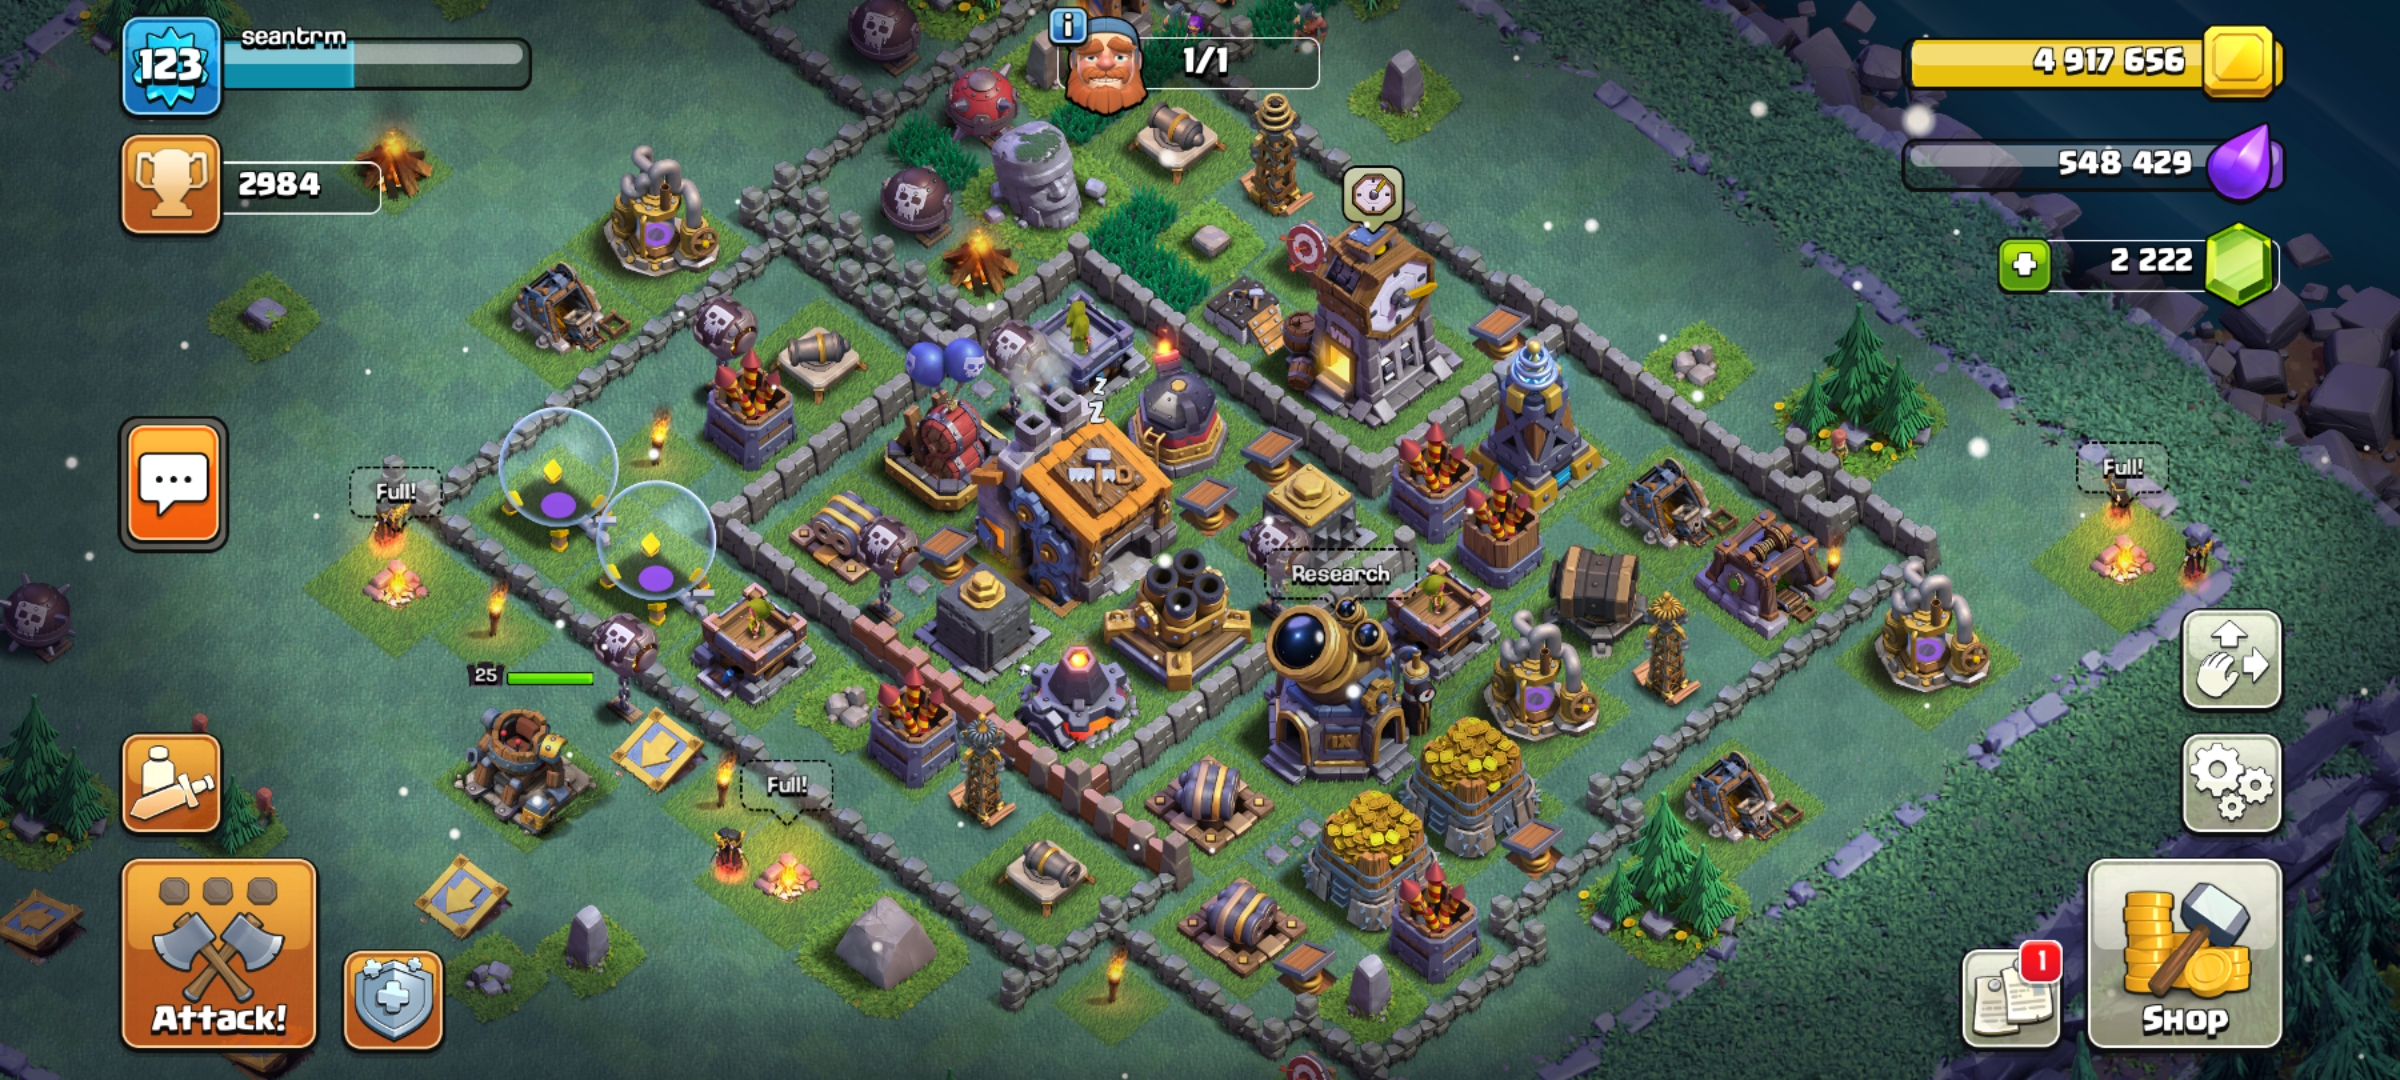 123
seantrm
i
1/1
4 917 656
2984
548 429
2 222
Z
Z
Full!
Full!
Research
25
Full!
IX
Attack!
1
Shop